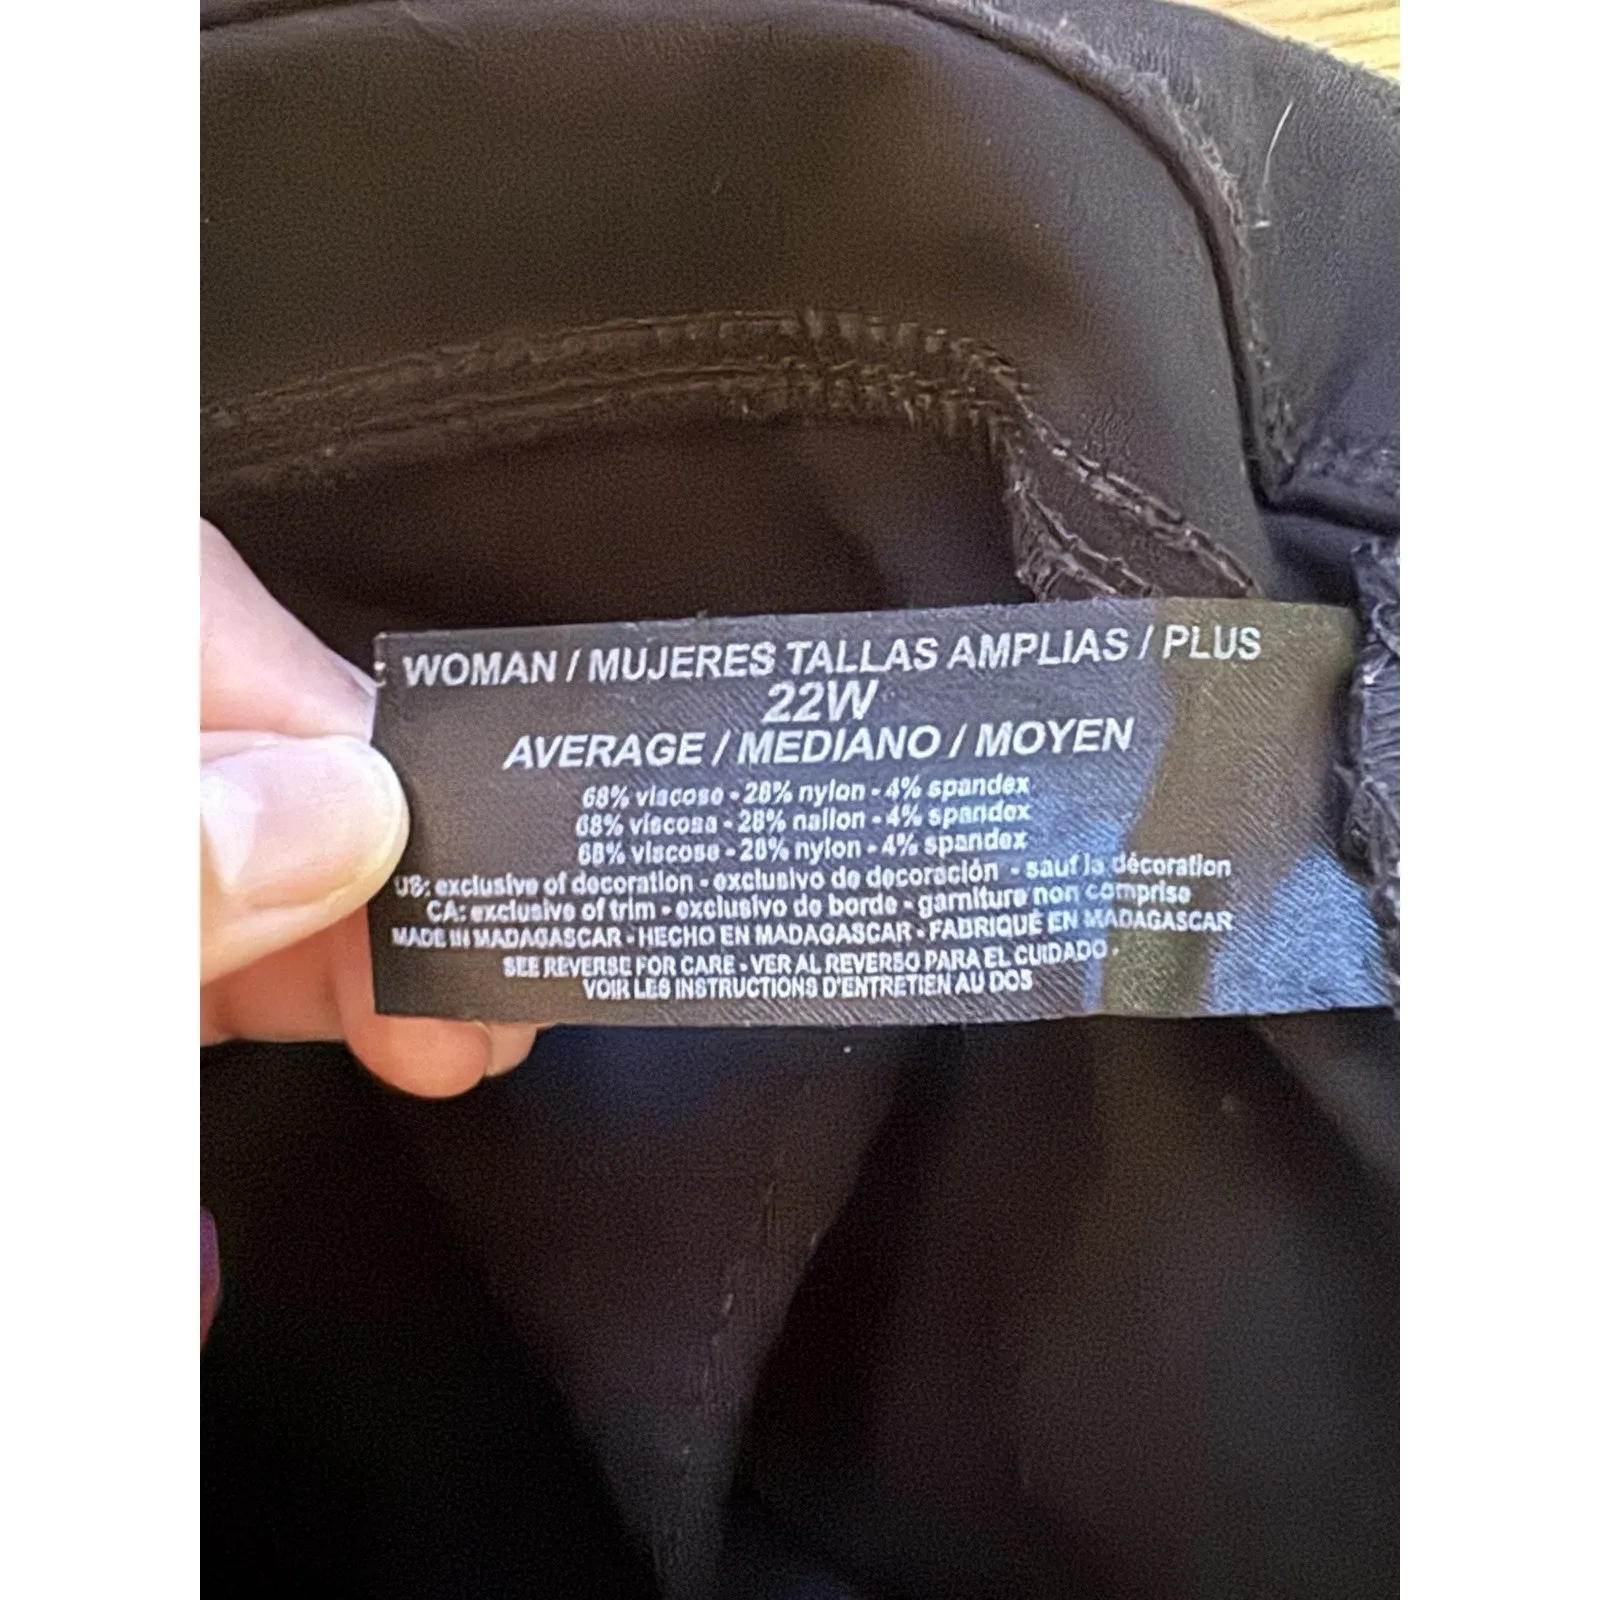 WOMAN / MUJERES TALLAS AMPLIAS / PLUS
22W
AVERAGE / MEDIANO / MOYEN
68% viscose - 28% nylon - 4% spandex
68% viscosa - 28% nailon - 4% spandex
68% viscose - 28% nylon - 4% spandex
US: exclusive of decoration - exclusivo de decoración - sauf la décoration
CA: exclusive of trim - exclusivo de borde - garniture non comprise
MADE IN MADAGASCAR - HECHO EN MADAGASCAR - FABRIQUÉ EN MADAGASCAR
SEE REVERSE FOR CARE - VER AL REVERSO PARA EL CUIDADO -
VOIR LES INSTRUCTIONS D'ENTRETIEN AU DOS